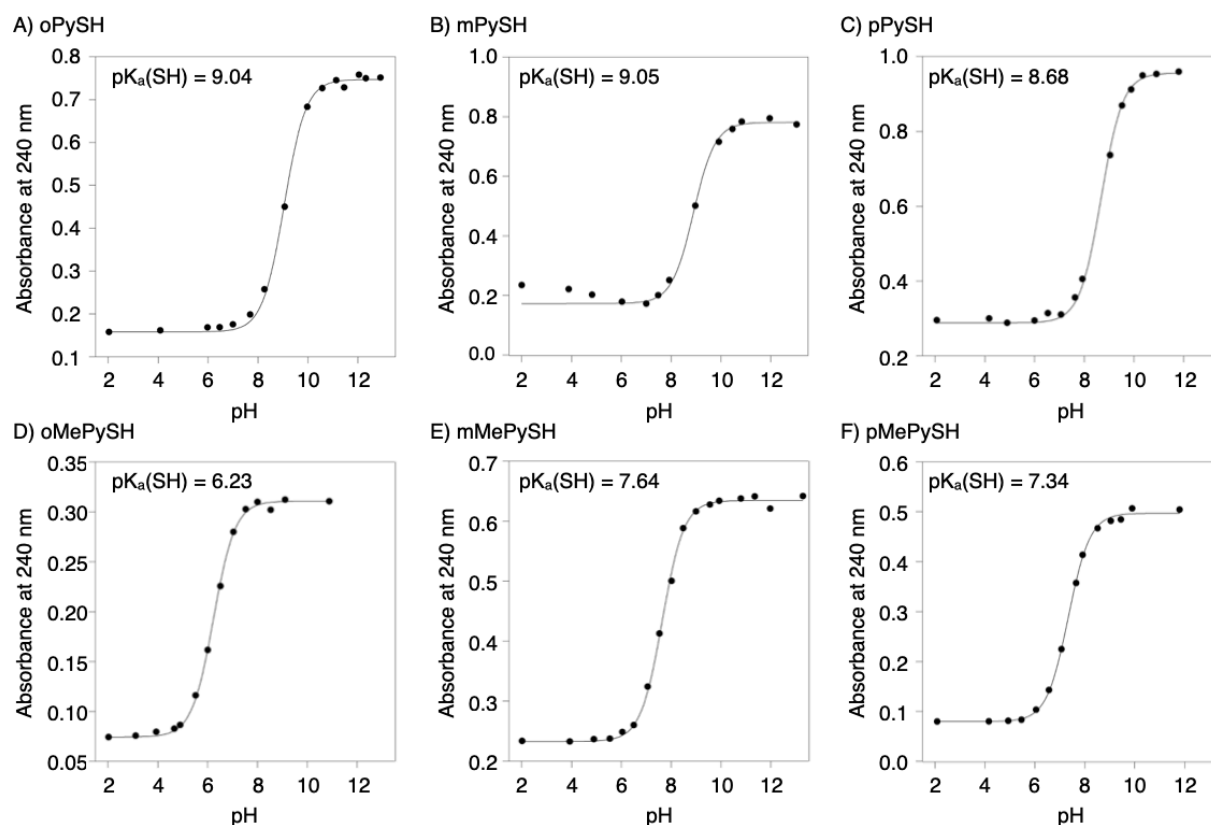 A) oPySH
pKₐ(SH) = 9.04
Absorbance at 240 nm
0.8
0.7
0.6
0.5
0.4
0.3
0.2
0.1
2 4 6 8 10 12
pH
B) mPySH
pKₐ(SH) = 9.05
Absorbance at 240 nm
1.0
0.8
0.6
0.4
0.2
0.0
2 4 6 8 10 12
pH
C) pPySH
pKₐ(SH) = 8.68
Absorbance at 240 nm
1.0
0.8
0.6
0.4
0.2
2 4 6 8 10 12
pH
D) oMePySH
pKₐ(SH) = 6.23
Absorbance at 240 nm
0.35
0.30
0.25
0.20
0.15
0.10
0.05
2 4 6 8 10 12
pH
E) mMePySH
pKₐ(SH) = 7.64
Absorbance at 240 nm
0.7
0.6
0.5
0.4
0.3
0.2
2 4 6 8 10 12
pH
F) pMePySH
pKₐ(SH) = 7.34
Absorbance at 240 nm
0.6
0.5
0.4
0.3
0.2
0.1
0.0
2 4 6 8 10 12
pH